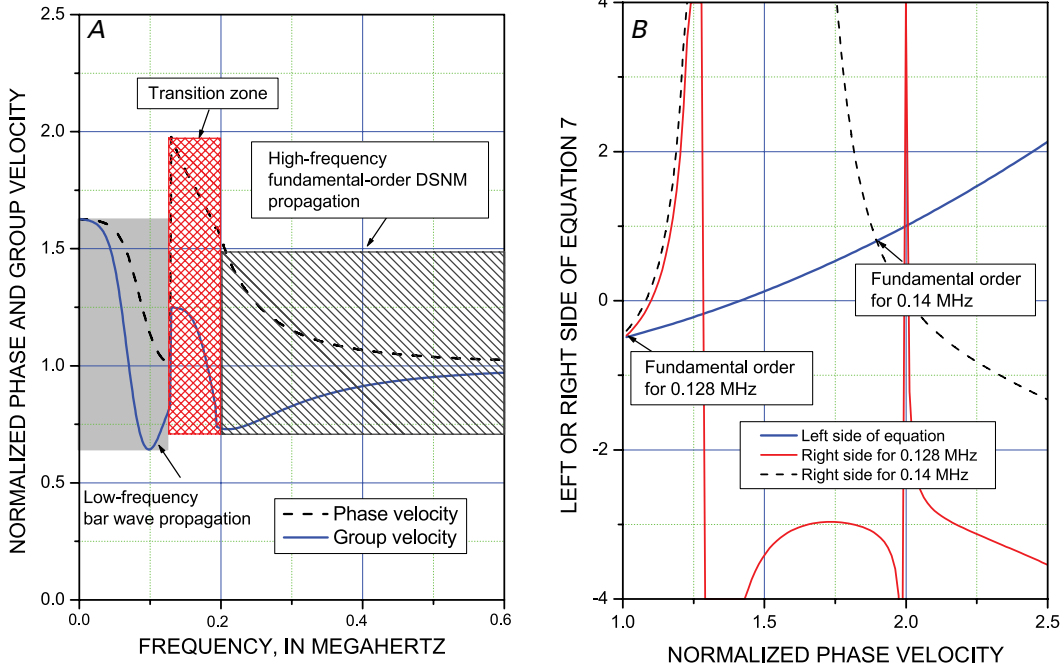 A
NORMALIZED PHASE AND GROUP VELOCITY
2.5
2.0
1.5
1.0
0.5
0.0
Transition zone
High-frequency
fundamental-order DSNM
propagation
Low-frequency
bar wave propagation
Phase velocity
Group velocity
0.0
0.2
0.4
0.6
FREQUENCY, IN MEGAHERTZ
B
LEFT OR RIGHT SIDE OF EQUATION 7
4
2
0
-2
-4
Fundamental order
for 0.14 MHz
Fundamental order
for 0.128 MHz
Left side of equation
Right side for 0.128 MHz
Right side for 0.14 MHz
1.0
1.5
2.0
2.5
NORMALIZED PHASE VELOCITY